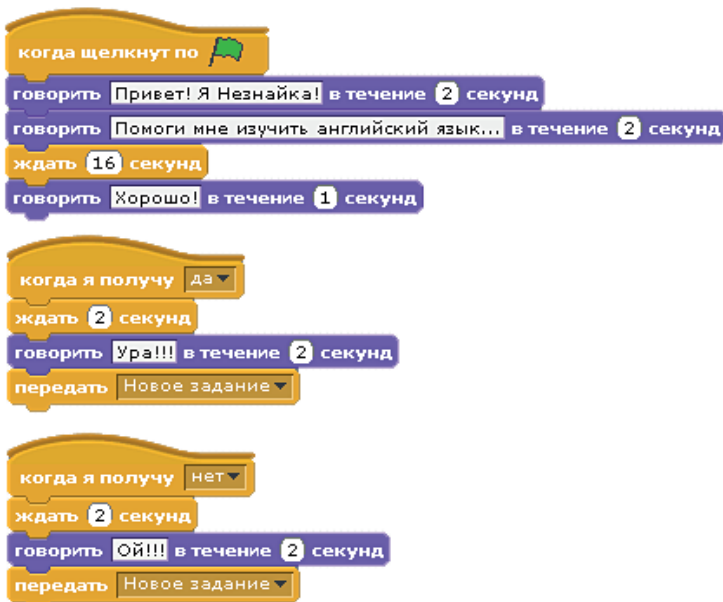 когда щелкнут по
говорить Привет! Я Незнайка! в течение 2 секунд
говорить Помоги мне изучить английский язык... в течение 2 секунд
ждать 16 секунд
говорить Хорошо! в течение 1 секунд
когда я получу да
ждать 2 секунд
говорить Ура!!! в течение 2 секунд
передать Новое задание
когда я получу нет
ждать 2 секунд
говорить Ой!!! в течение 2 секунд
передать Новое задание